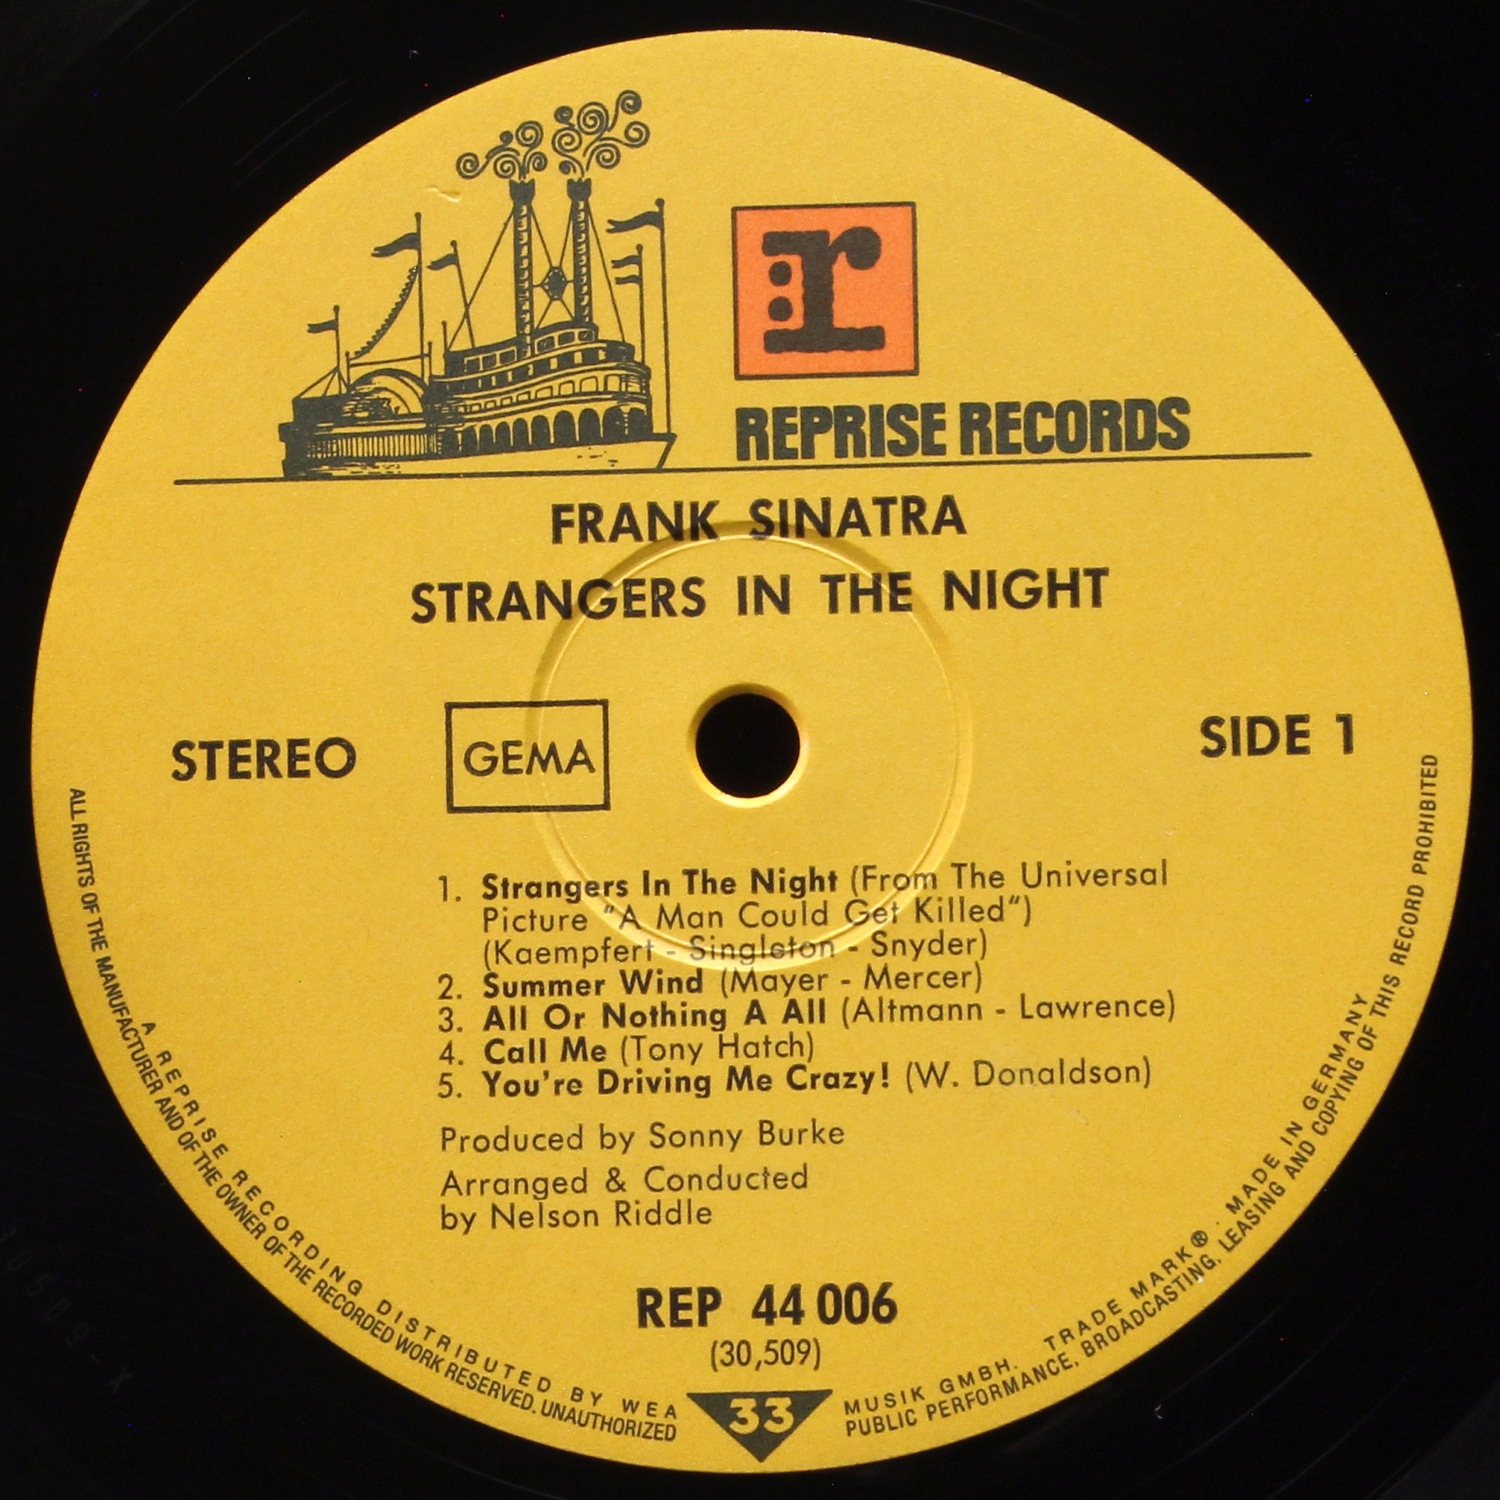 r
REPRISE RECORDS
FRANK SINATRA
STRANGERS IN THE NIGHT
STEREO
GEMA
SIDE 1
1. Strangers In The Night (From The Universal
Picture "A Man Could Get Killed")
(Kaempfert - Singleton - Snyder)
2. Summer Wind (Mayer - Mercer)
3. All Or Nothing A All (Altmann - Lawrence)
4. Call Me (Tony Hatch)
5. You're Driving Me Crazy! (W. Donaldson)
Produced by Sonny Burke
Arranged & Conducted
by Nelson Riddle
REP 44 006
(30,509)
33
A REPRISE RECORDING DISTRIBUTED BY WEA MUSIK GMBH. TRADE MARK ® . MADE IN GERMANY
ALL RIGHTS OF THE MANUFACTURER AND OF THE OWNER OF THE RECORDED WORK RESERVED. UNAUTHORIZED PUBLIC PERFORMANCE, BROADCASTING, LEASING AND COPYING OF THIS RECORD PROHIBITED